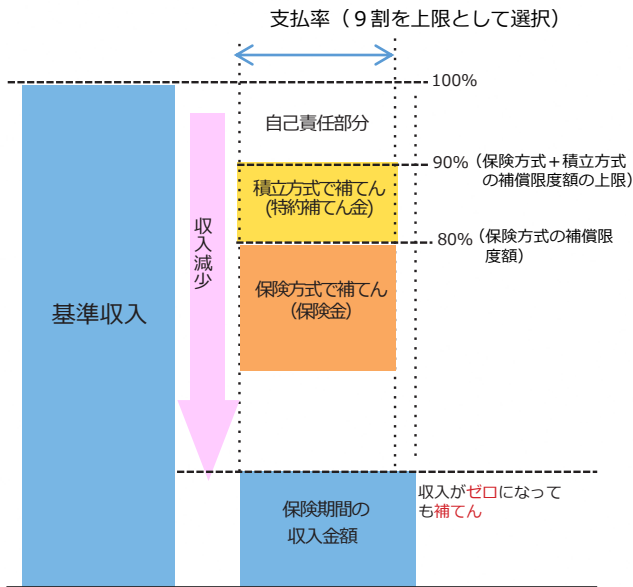 支払率（９割を上限として選択）
100%
自己責任部分
90%（保険方式＋積立方式
の補償限度額の上限）
積立方式で補てん
(特約補てん金)
80%（保険方式の補償限
度額）
収入減少
保険方式で補てん
（保険金）
基準収入
収入がゼロになって
も補てん
保険期間の
収入金額